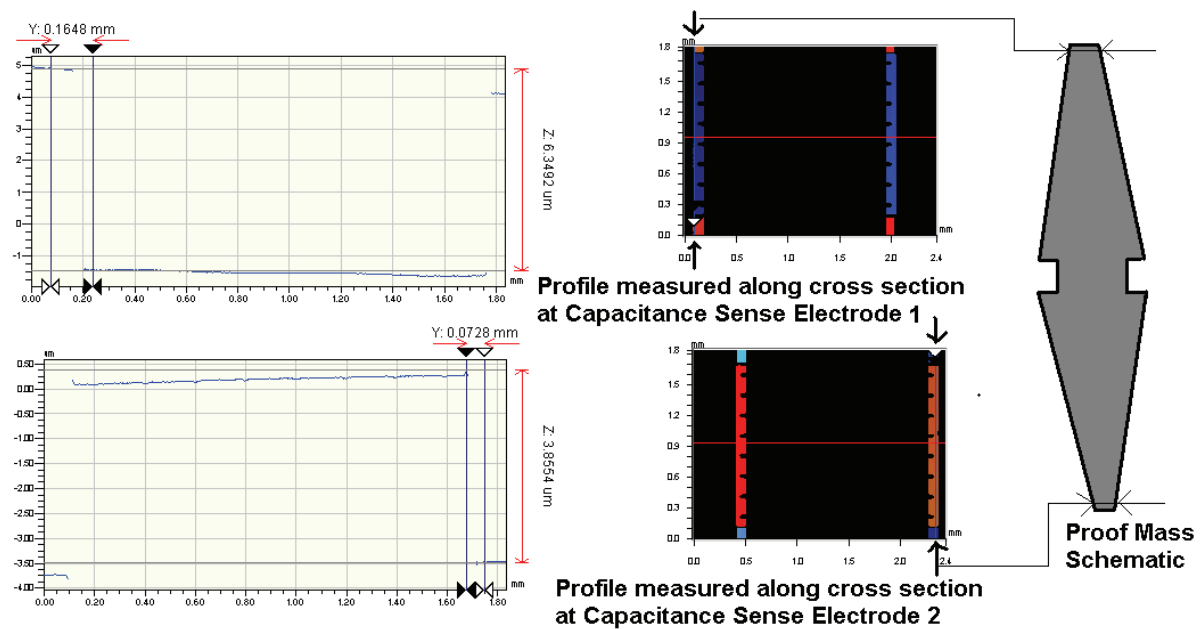 Y: 0.1648 mm
um
5
4
3
2
1
0
-1
Z: 6.3492 um
mm
0.00 0.20 0.40 0.60 0.80 1.00 1.20 1.40 1.60 1.80
mm
1.8
1.5
1.2
0.9
0.6
0.3
0.0
mm
0.0 0.5 1.0 1.5 2.0 2.4
Profile measured along cross section
at Capacitance Sense Electrode 1
Y: 0.0728 mm
um
0.50
0.00
-0.50
-1.00
-1.50
-2.00
-2.50
-3.00
-3.50
-4.00
Z: 3.8554 um
mm
0.00 0.20 0.40 0.60 0.80 1.00 1.20 1.40 1.60 1.80
mm
1.8
1.5
1.2
0.9
0.6
0.3
0.0
mm
0.0 0.5 1.0 1.5 2.0 2.4
Profile measured along cross section
at Capacitance Sense Electrode 2
Proof Mass
Schematic